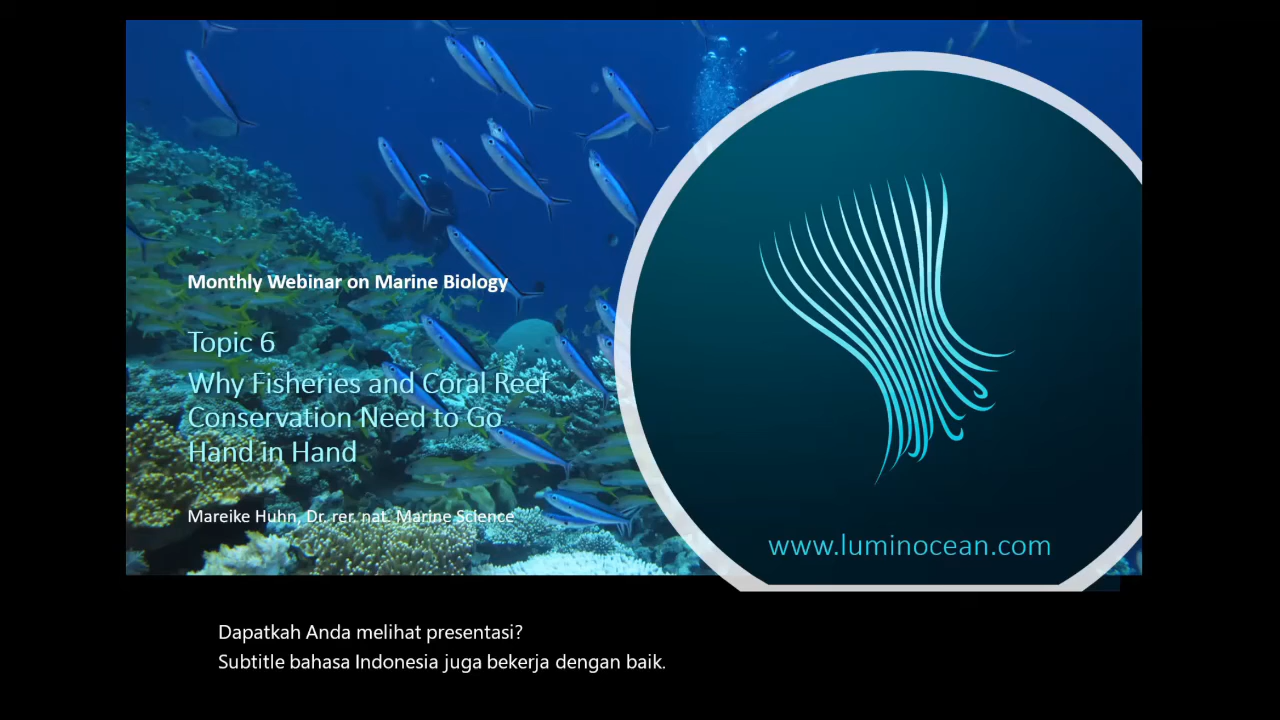 Monthly Webinar on Marine Biology
Topic 6
Why Fisheries and Coral Reef
Conservation Need to Go
Hand in Hand
Mareike Huhn, Dr. rer. nat. Marine Science
www.luminocean.com
Dapatkah Anda melihat presentasi?
Subtitle bahasa Indonesia juga bekerja dengan baik.